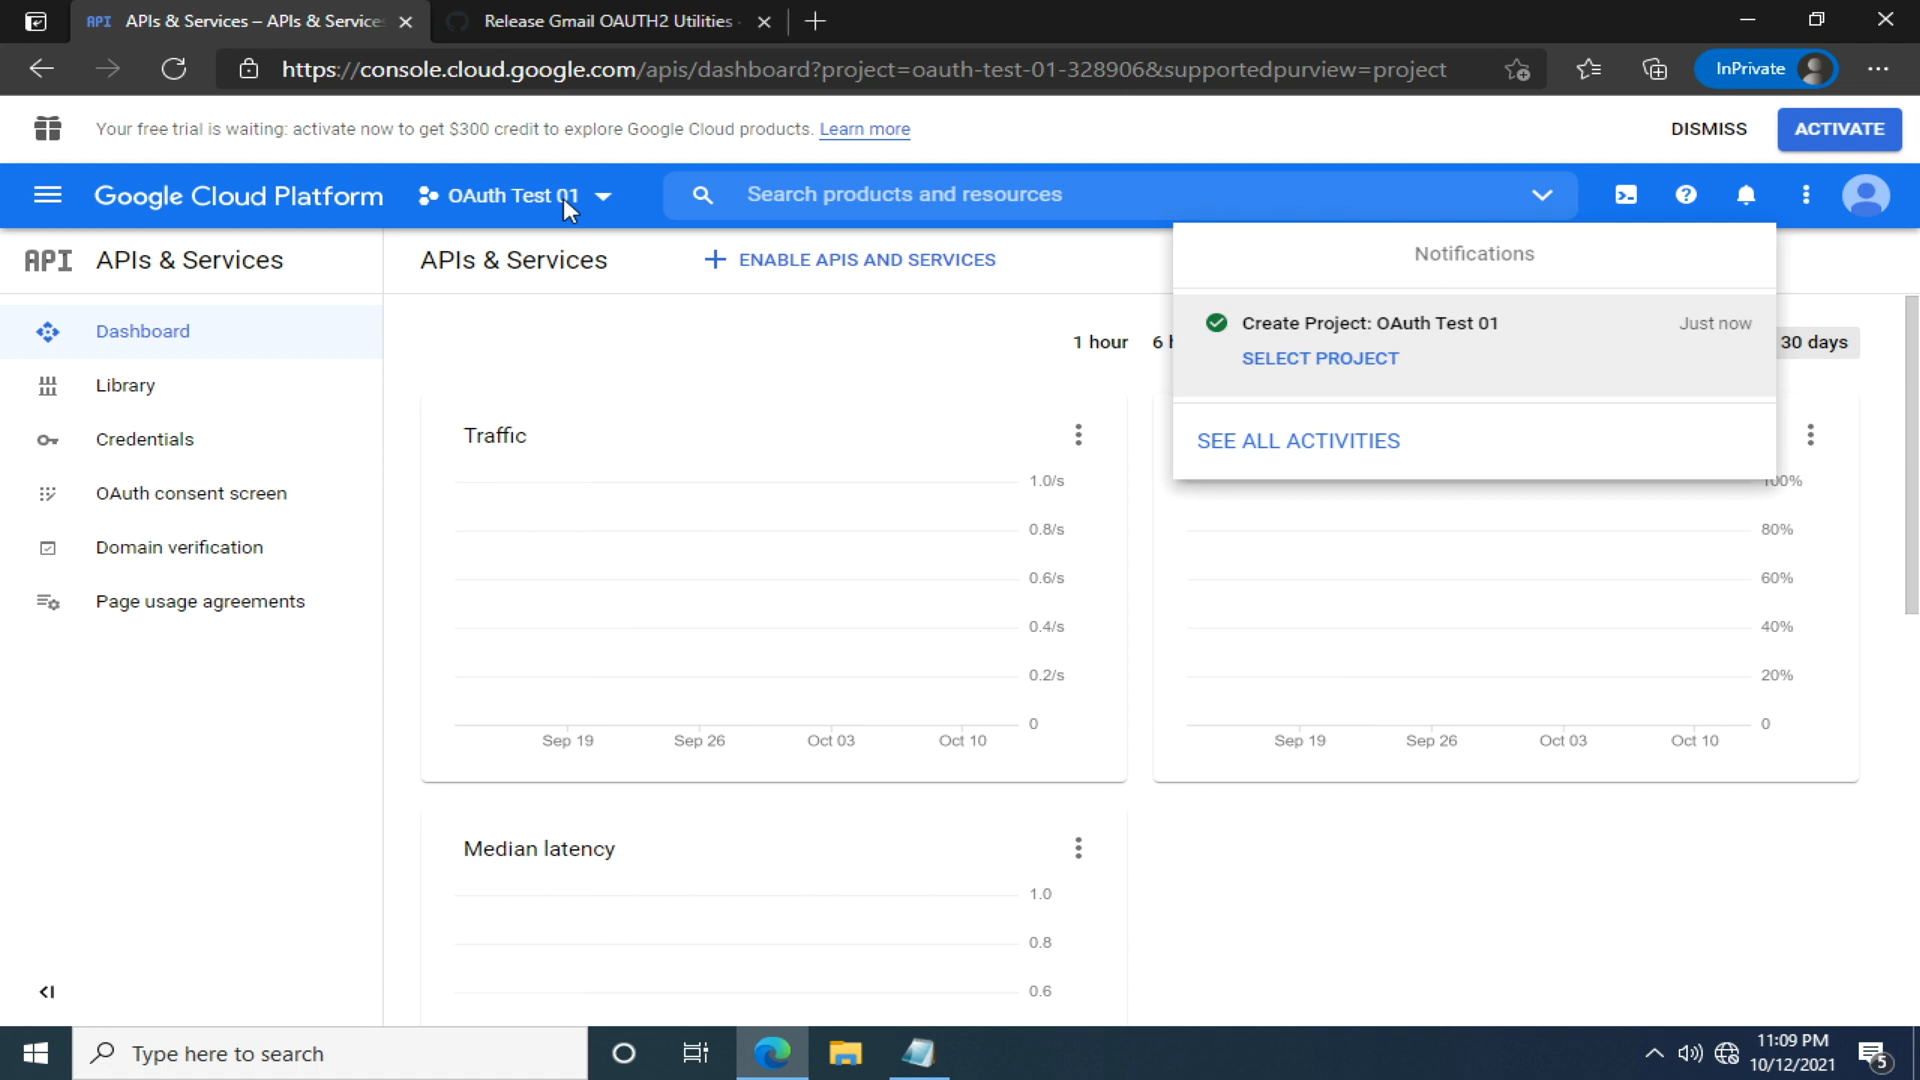 API APIs & Services – APIs & Service
Release Gmail OAUTH2 Utilities
https://console.cloud.google.com/apis/dashboard?project=oauth-test-01-328906&supportedpurview=project
InPrivate
Your free trial is waiting: activate now to get $300 credit to explore Google Cloud products. Learn more
DISMISS
ACTIVATE
Google Cloud Platform
OAuth Test 01
Search products and resources
API APIs & Services
APIs & Services
ENABLE APIS AND SERVICES
Notifications
Create Project: OAuth Test 01
Just now
SELECT PROJECT
SEE ALL ACTIVITIES
Dashboard
Library
Credentials
OAuth consent screen
Domain verification
Page usage agreements
1 hour
6
30 days
Traffic
1.0/s
0.8/s
0.6/s
0.4/s
0.2/s
0
Sep 19
Sep 26
Oct 03
Oct 10
100%
80%
60%
40%
20%
0
Sep 19
Sep 26
Oct 03
Oct 10
Median latency
1.0
0.8
0.6
Type here to search
11:09 PM
10/12/2021
5